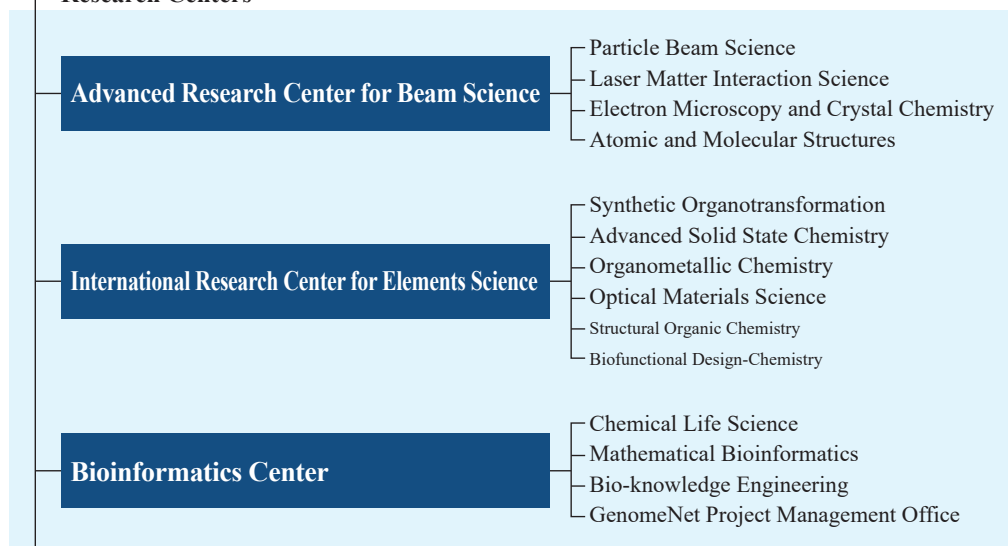 Research Centers
Advanced Research Center for Beam Science
Particle Beam Science
Laser Matter Interaction Science
Electron Microscopy and Crystal Chemistry
Atomic and Molecular Structures
International Research Center for Elements Science
Synthetic Organotransformation
Advanced Solid State Chemistry
Organometallic Chemistry
Optical Materials Science
Structural Organic Chemistry
Biofunctional Design-Chemistry
Bioinformatics Center
Chemical Life Science
Mathematical Bioinformatics
Bio-knowledge Engineering
GenomeNet Project Management Office